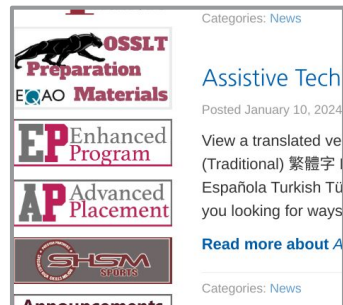 OSSLT
Preparation
EQAO Materials
EP Enhanced
Program
AP Advanced
Placement
SHSM
SPORTS
Announcements
Categories: News
Assistive Tech
Posted January 10, 2024
View a translated ve
(Traditional) 繁體字
Española Turkish Tü
you looking for ways
Read more about A
Categories: News